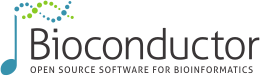 Bioconductor
OPEN SOURCE SOFTWARE FOR BIOINFORMATICS